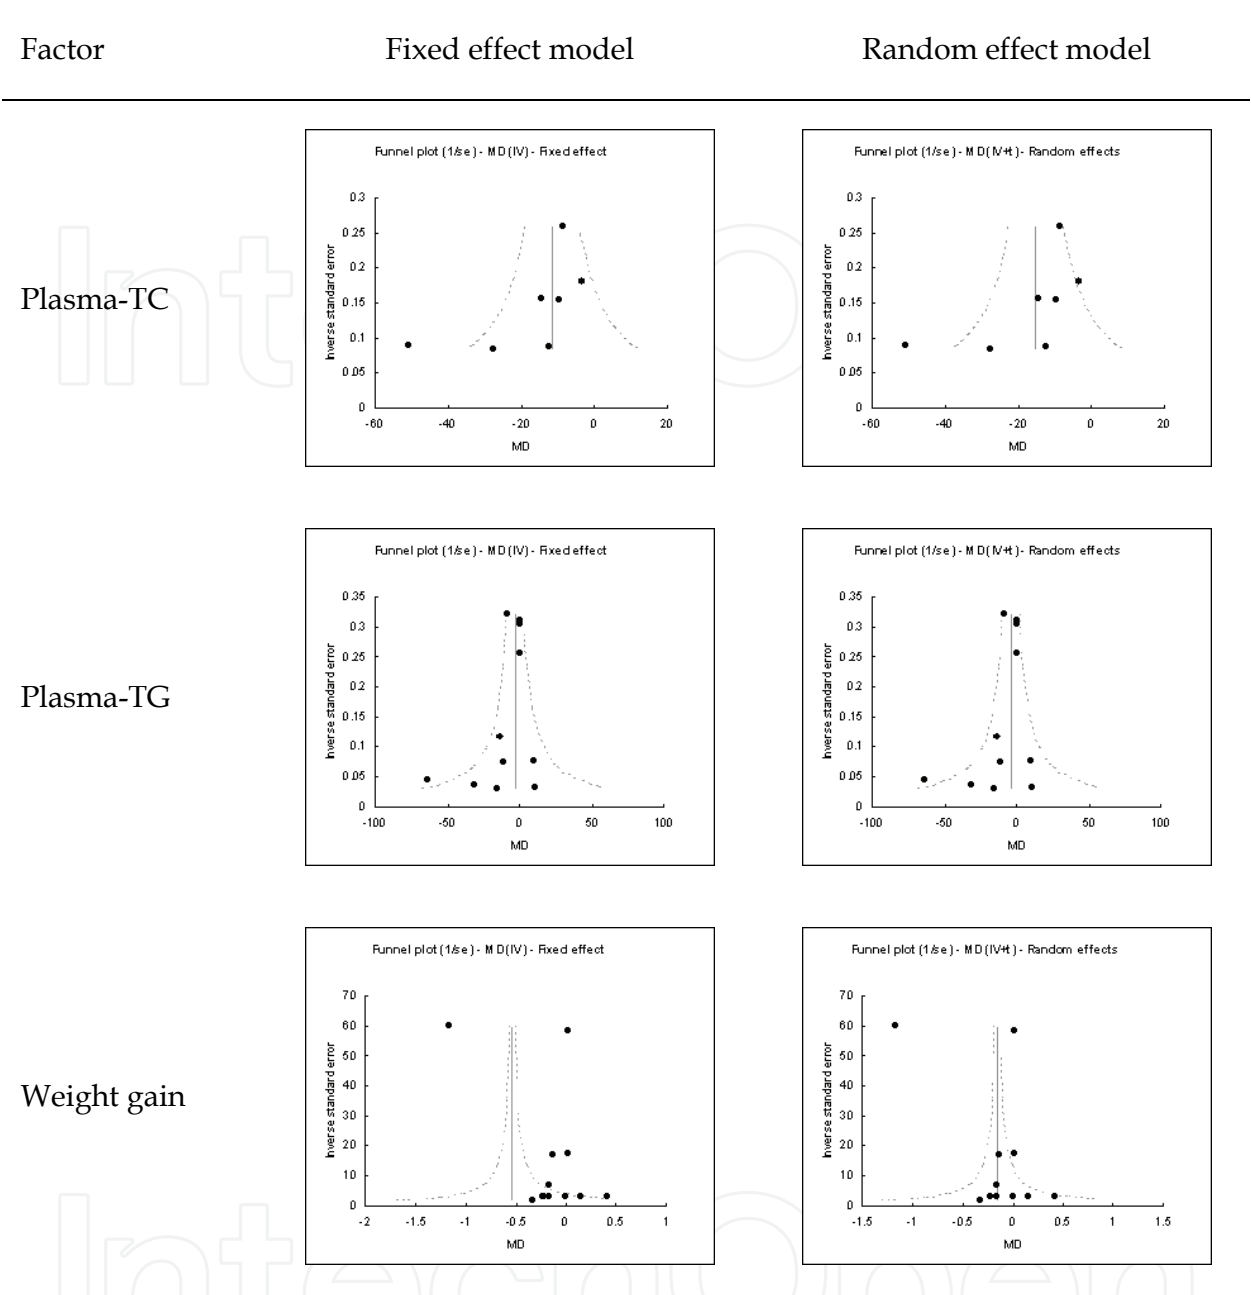 Factor Fixed effect model Random effect model
Funnel plot (1/se) - MD(IV) - Fixed effect Funnel plot (1/se) - MD(IV+t) - Random effects
0.3 0.3
0.25 0.25
0.2 0.2
Plasma-TC Inverse standard error Inverse standard error
0.15 0.15
0.1 0.1
0.05 0.05
0 0
-60 -40 -20 0 20 -60 -40 -20 0 20
MD MD
Funnel plot (1/se) - MD(IV) - Fixed effect Funnel plot (1/se) - MD(IV+t) - Random effects
0.35 0.35
0.3 0.3
0.25 0.25
0.2 0.2
Plasma-TG Inverse standard error Inverse standard error
0.15 0.15
0.1 0.1
0.05 0.05
0 0
-100 -50 0 50 100 -100 -50 0 50 100
MD MD
Funnel plot (1/se) - MD(IV) - Fixed effect Funnel plot (1/se) - MD(IV+t) - Random effects
70 70
60 60
50 50
40 40
Weight gain Inverse standard error Inverse standard error
30 30
20 20
10 10
0 0
-2 -1.5 -1 -0.5 0 0.5 1 -1.5 -1 -0.5 0 0.5 1 1.5
MD MD
IntechOpen